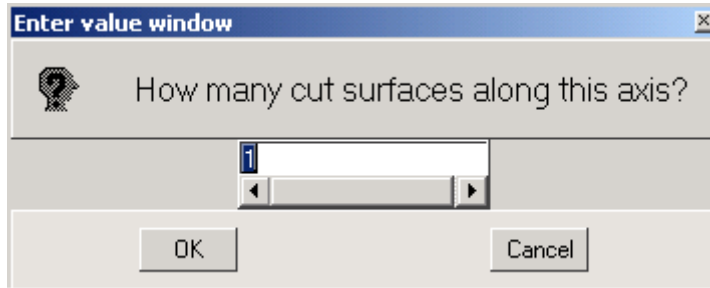 Enter value window
How many cut surfaces along this axis?
1
OK Cancel